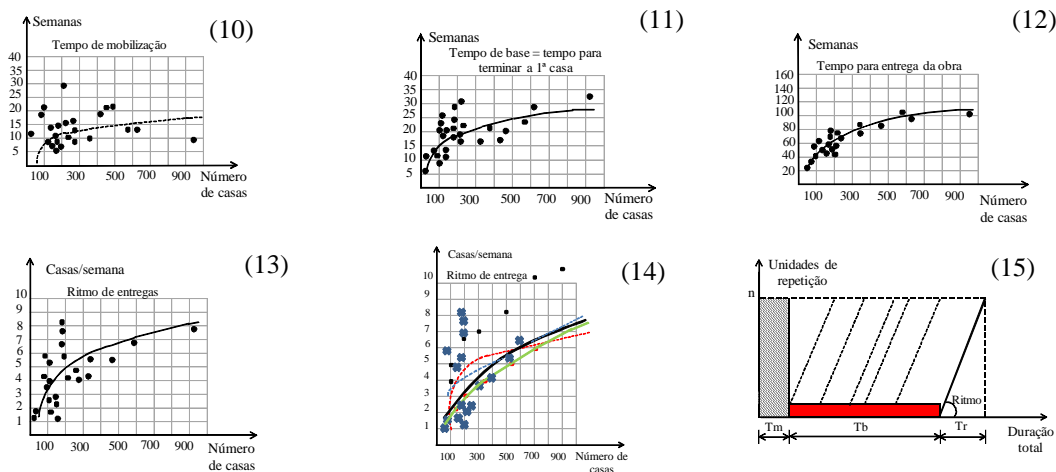 (10)
Semanas
Tempo de mobilização
40
35
30
25
20
15
10
5
100 300 500 700 900
Número
de casas
(11)
Semanas
Tempo de base = tempo para
terminar a 1ª casa
40
35
30
25
20
15
10
5
100 300 500 700 900
Número
de casas
(12)
Semanas
Tempo para entrega da obra
160
140
120
100
80
60
40
20
100 300 500 700 900
Número
de casas
(13)
Casas/semana
Ritmo de entregas
10
9
8
6
5
4
3
2
1
100 300 500 700 900
Número
de casas
(14)
Casas/semana
Ritmo de entrega
10
9
8
7
6
5
4
3
2
1
100 300 500 700 900
Número de
casas
(15)
Unidades de
repetição
n
Ritmo
Tm Tb Tr
Duração
total